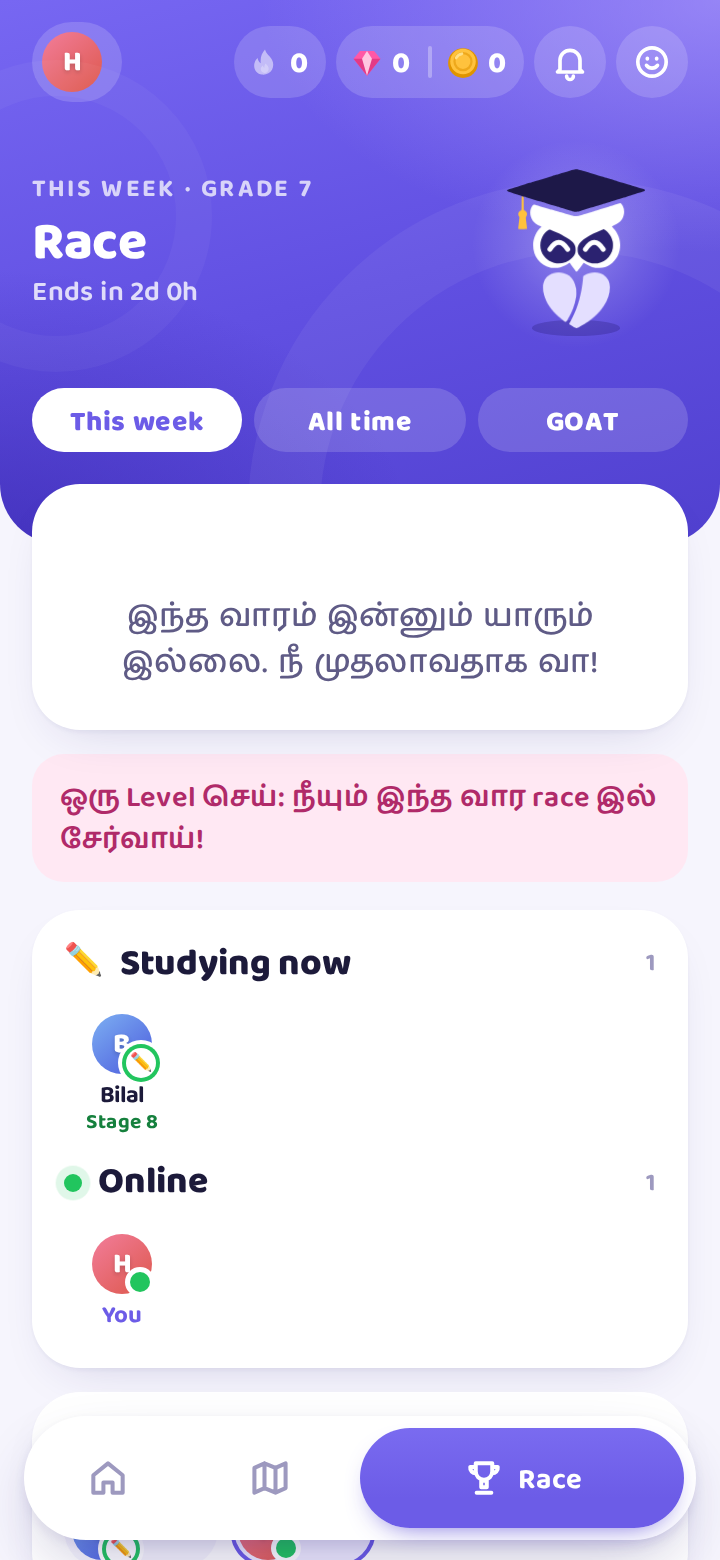 H
0
0
0
THIS WEEK · GRADE 7
Race
Ends in 2d 0h
This week
All time
GOAT
இந்த வாரம் இன்னும் யாரும்
இல்லை. நீ முதலாவதாக வா!
ஒரு Level செய்: நீயும் இந்த வார race இல்
சேர்வாய்!
Studying now
1
B
Bilal
Stage 8
Online
1
H
You
Race